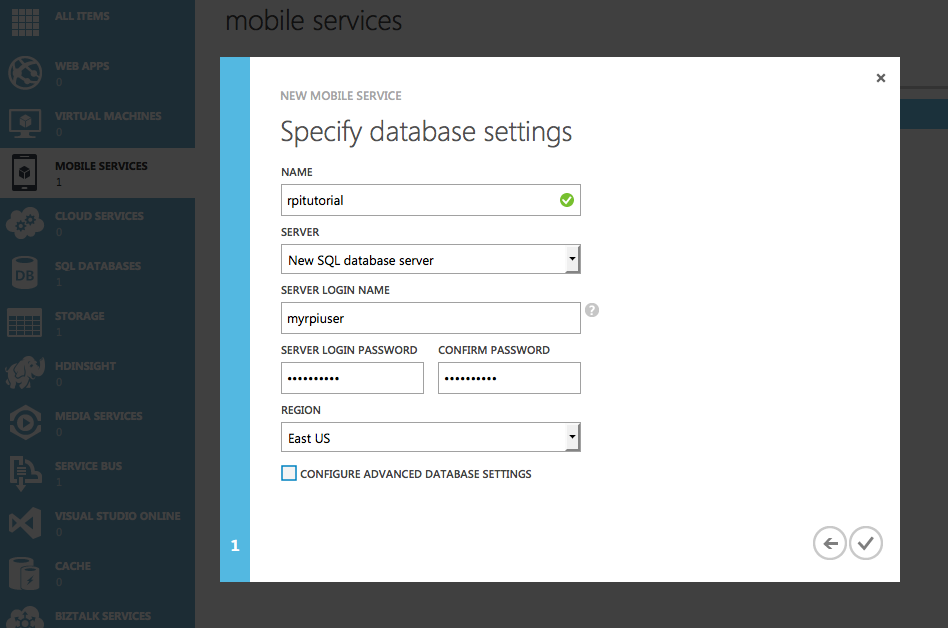 mobile services
ALL ITEMS
WEB APPS
0
VIRTUAL MACHINES
0
MOBILE SERVICES
1
CLOUD SERVICES
0
SQL DATABASES
1
DB
STORAGE
1
HDINSIGHT
0
MEDIA SERVICES
0
SERVICE BUS
1
VISUAL STUDIO ONLINE
0
CACHE
0
BIZTALK SERVICES
NEW MOBILE SERVICE
Specify database settings
NAME
rpitutorial
SERVER
New SQL database server
SERVER LOGIN NAME
myrpiuser
?
SERVER LOGIN PASSWORD CONFIRM PASSWORD
•••••••••• ••••••••••
REGION
East US
CONFIGURE ADVANCED DATABASE SETTINGS
1